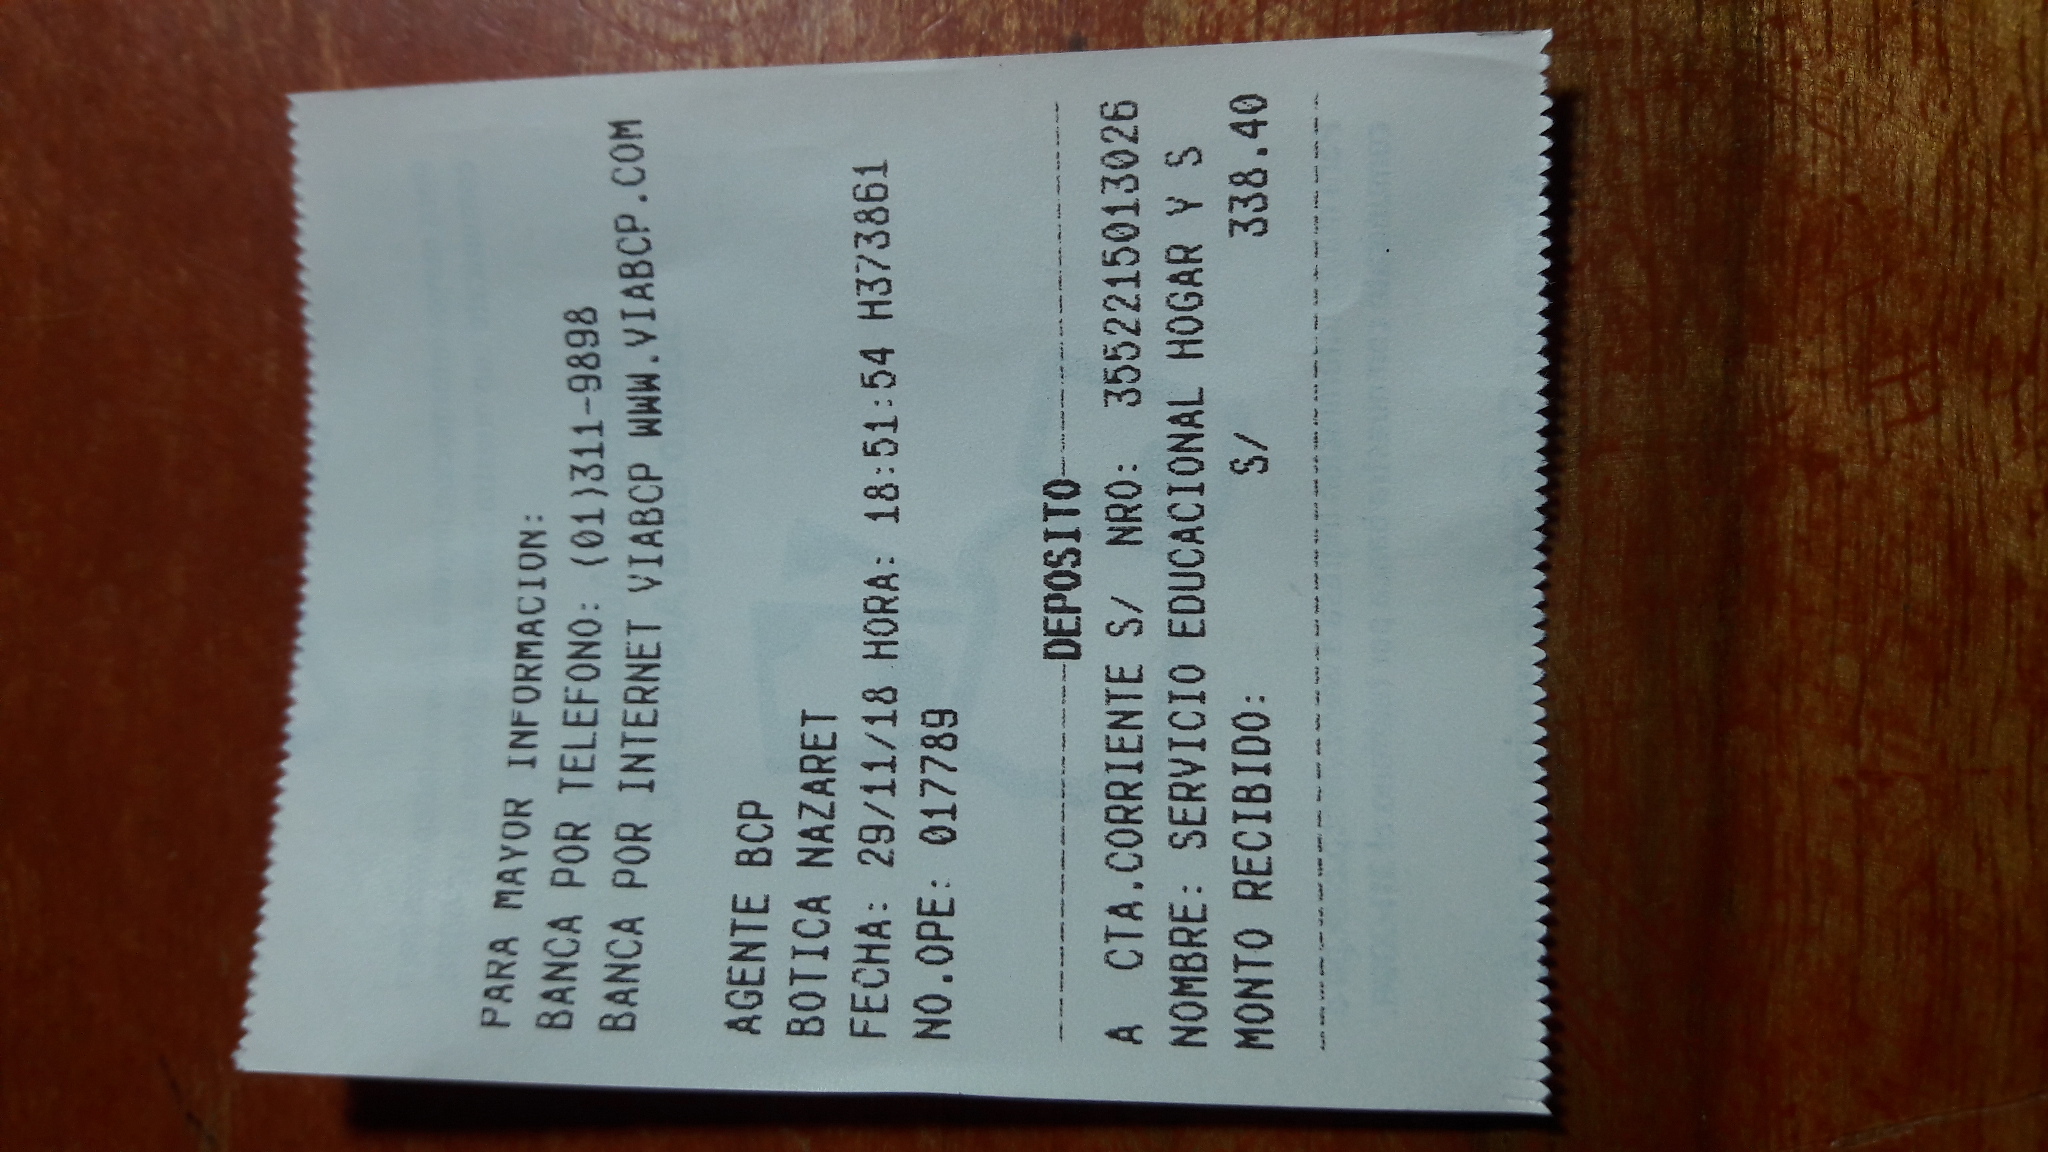 PARA MAYOR INFORMACION:
BANCA POR TELEFONO: (01)311-9898
BANCA POR INTERNET VIABCP WWW.VIABCP.COM
AGENTE BCP
BOTICA NAZARET
FECHA: 29/11/18 HORA: 18:51:54 H373861
NO.OPE: 017789
DEPOSITO
A CTA.CORRIENTE S/ NRO: 3552215013026
NOMBRE: SERVICIO EDUCACIONAL HOGAR Y S
MONTO RECIBIDO: S/ 338.40